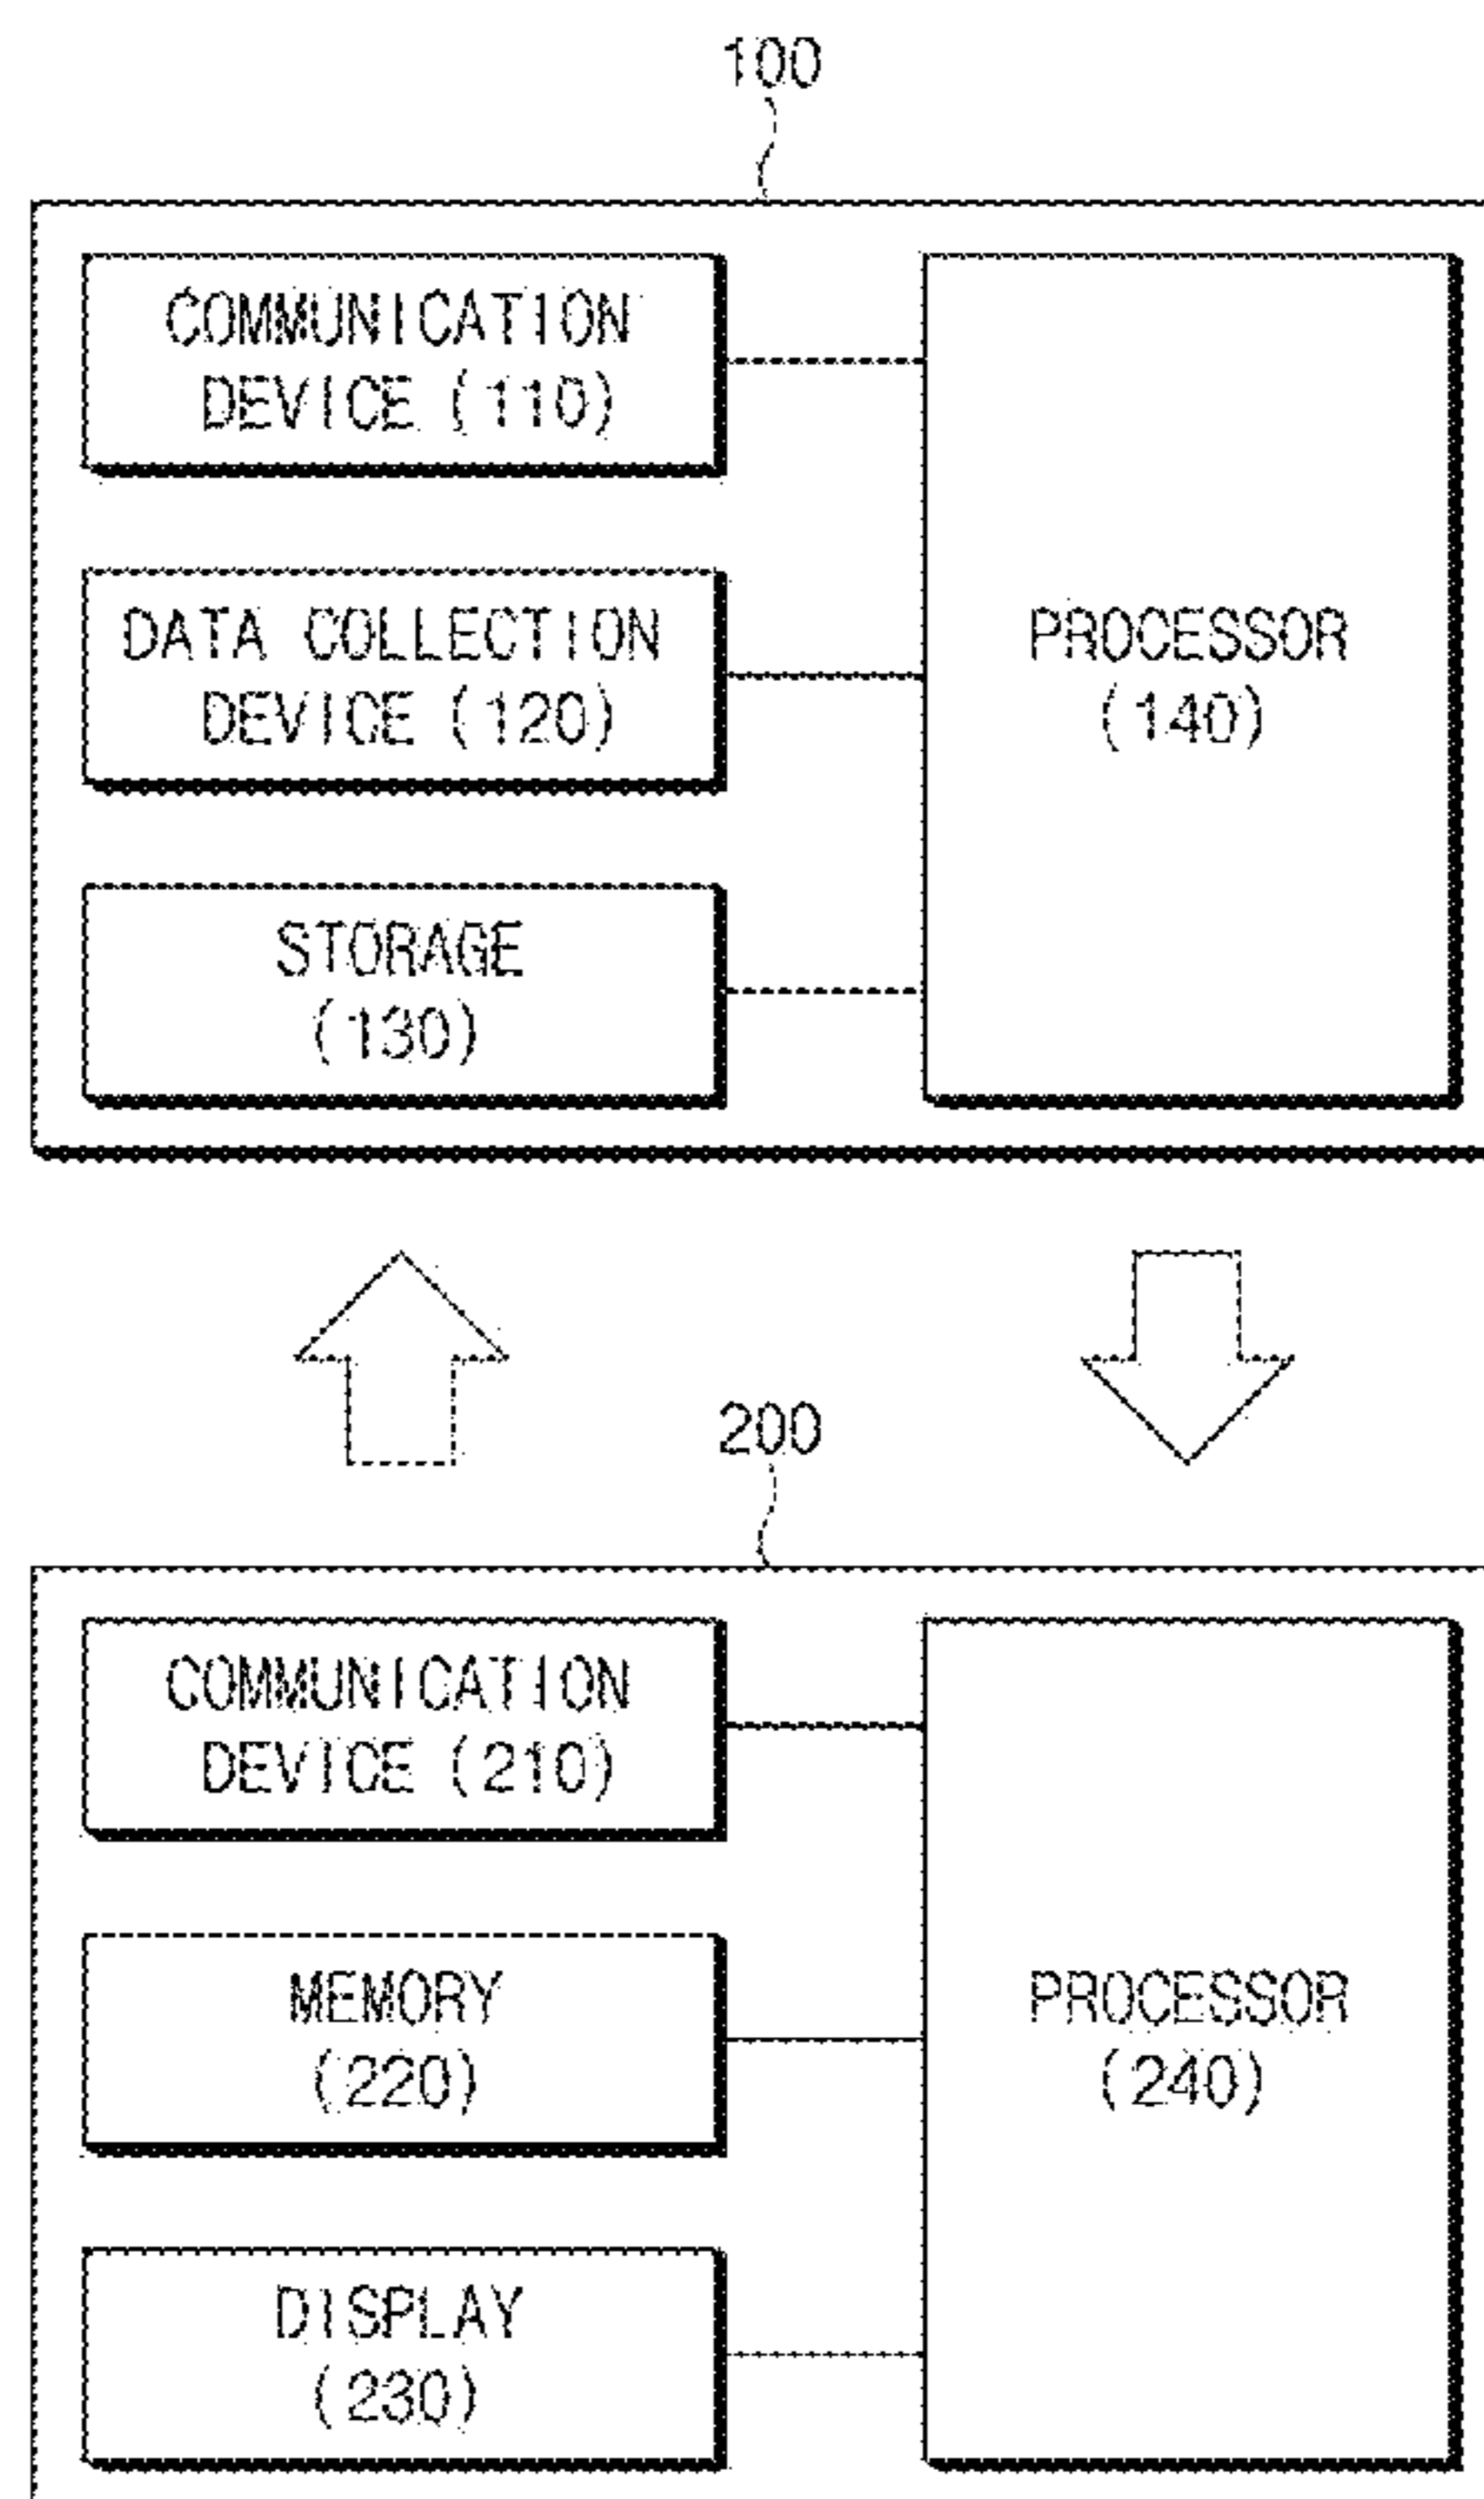 100
COMMUNICATION
DEVICE (110)
DATA COLLECTION
DEVICE (120)
STORAGE
(130)
PROCESSOR
(140)
200
COMMUNICATION
DEVICE (210)
MEMORY
(220)
DISPLAY
(230)
PROCESSOR
(240)